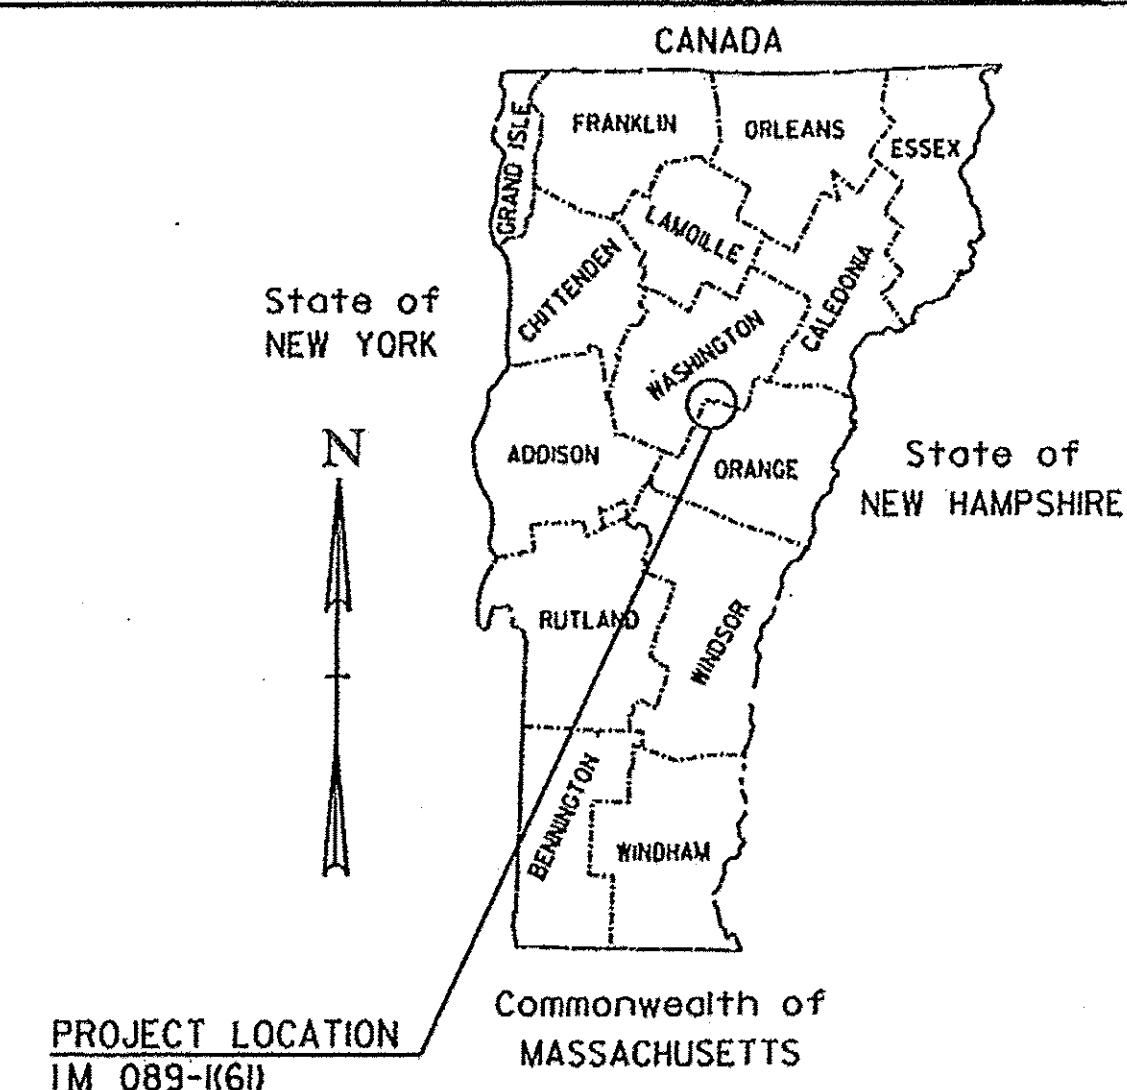 CANADA
GRAND ISLE
FRANKLIN
ORLEANS
ESSEX
LAMOILLE
CHITTENDEN
CALEDONIA
State of
NEW YORK
WASHINGTON
N
ADDISON
ORANGE
State of
NEW HAMPSHIRE
RUTLAND
WINDSOR
BENNINGTON
WINDHAM
Commonwealth of
MASSACHUSETTS
PROJECT LOCATION
IM 089-1(61)